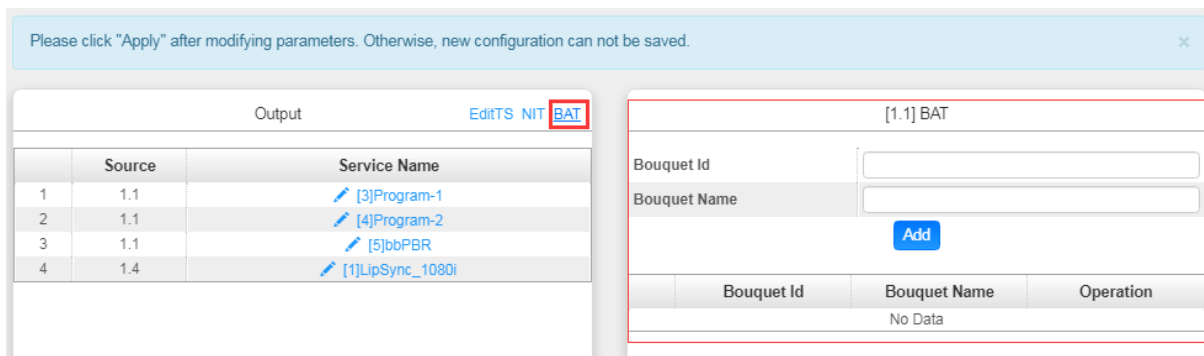 Please click "Apply" after modifying parameters. Otherwise, new configuration can not be saved. ×
Output EditTS NIT BAT
Source Service Name
1 1.1 [3]Program-1
2 1.1 [4]Program-2
3 1.1 [5]bbPBR
4 1.4 [1]LipSync_1080i
[1.1] BAT
Bouquet Id
Bouquet Name
Add
Bouquet Id Bouquet Name Operation
No Data